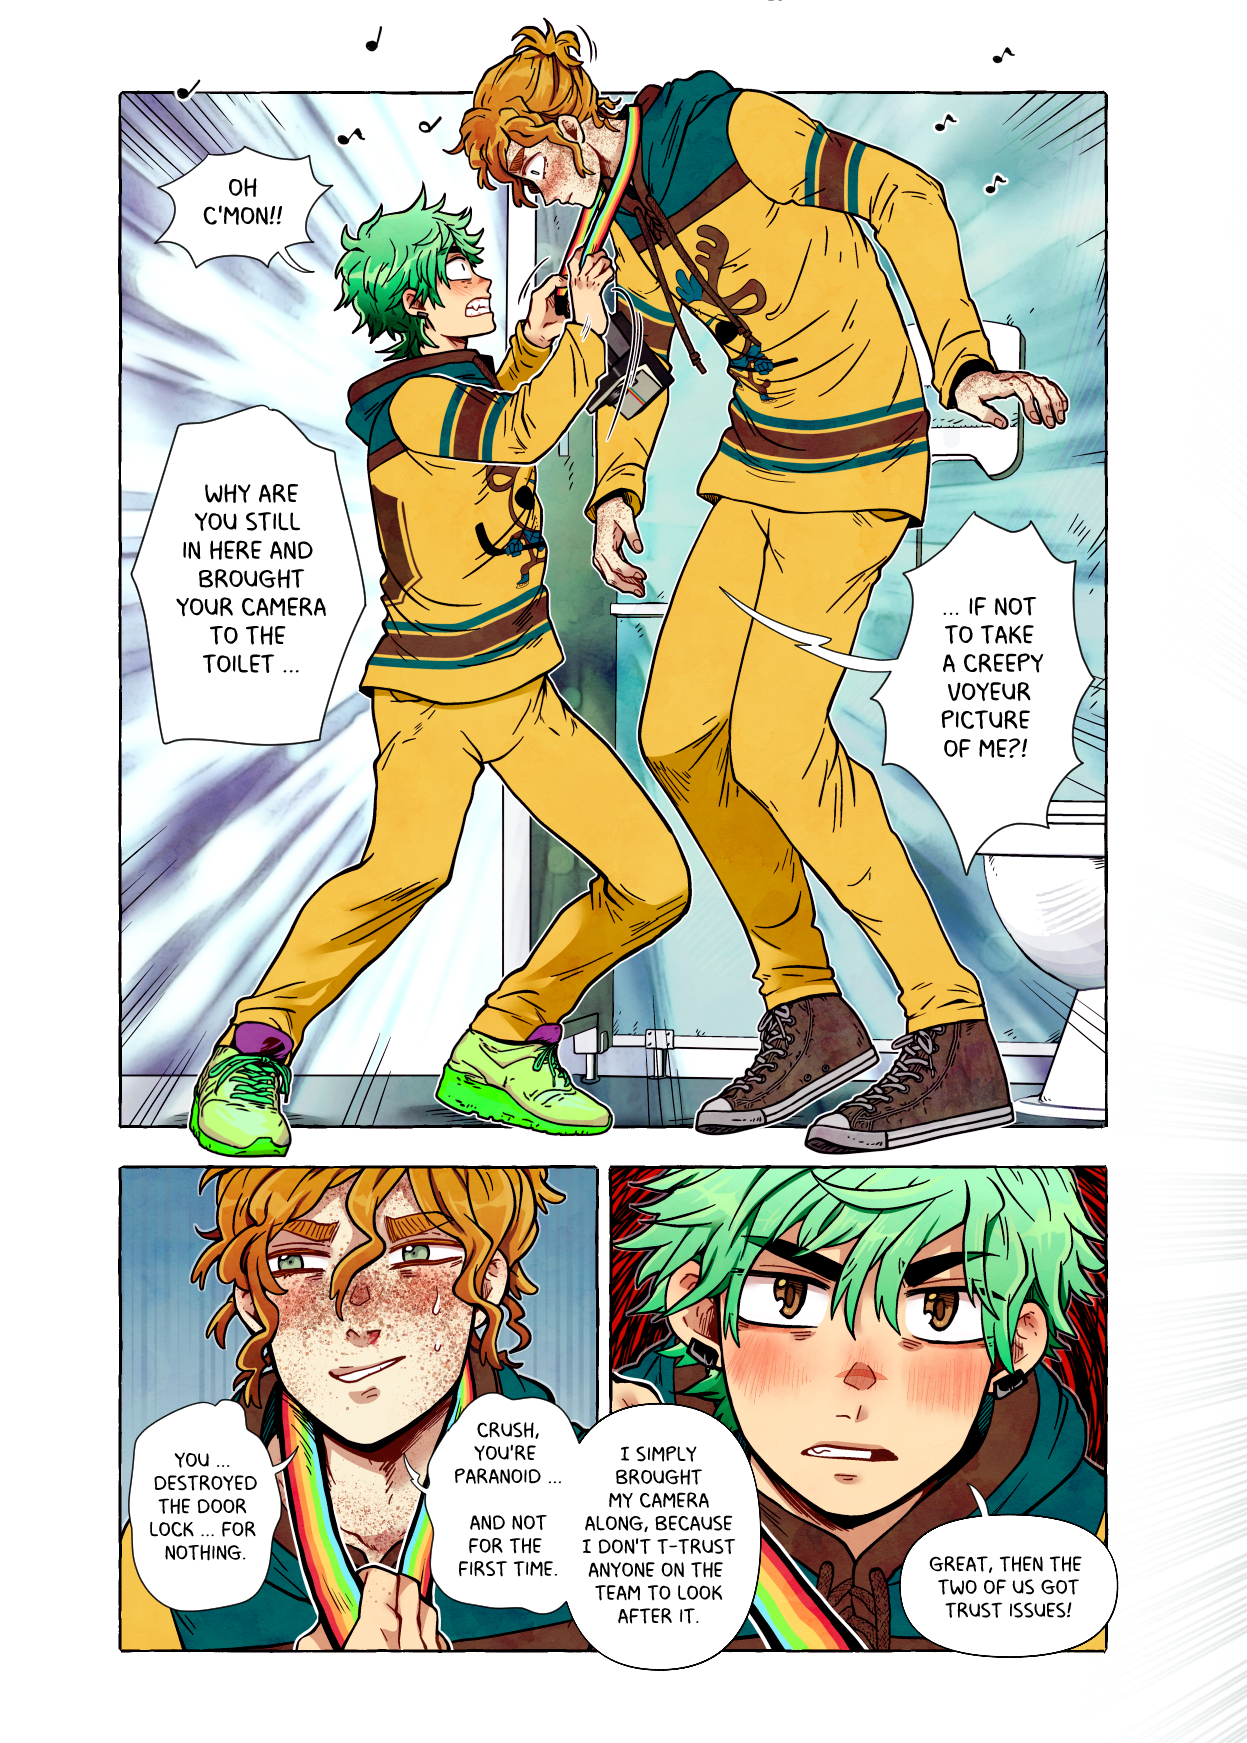 OH
C'MON!!
WHY ARE
YOU STILL
IN HERE AND
BROUGHT
YOUR CAMERA
TO THE
TOILET ...
... IF NOT
TO TAKE
A CREEPY
VOYEUR
PICTURE
OF ME?!
YOU ...
DESTROYED
THE DOOR
LOCK ... FOR
NOTHING.
CRUSH,
YOU'RE
PARANOID ...
AND NOT
FOR THE
FIRST TIME.
I SIMPLY
BROUGHT
MY CAMERA
ALONG, BECAUSE
I DON'T T-TRUST
ANYONE ON THE
TEAM TO LOOK
AFTER IT.
GREAT, THEN THE
TWO OF US GOT
TRUST ISSUES!